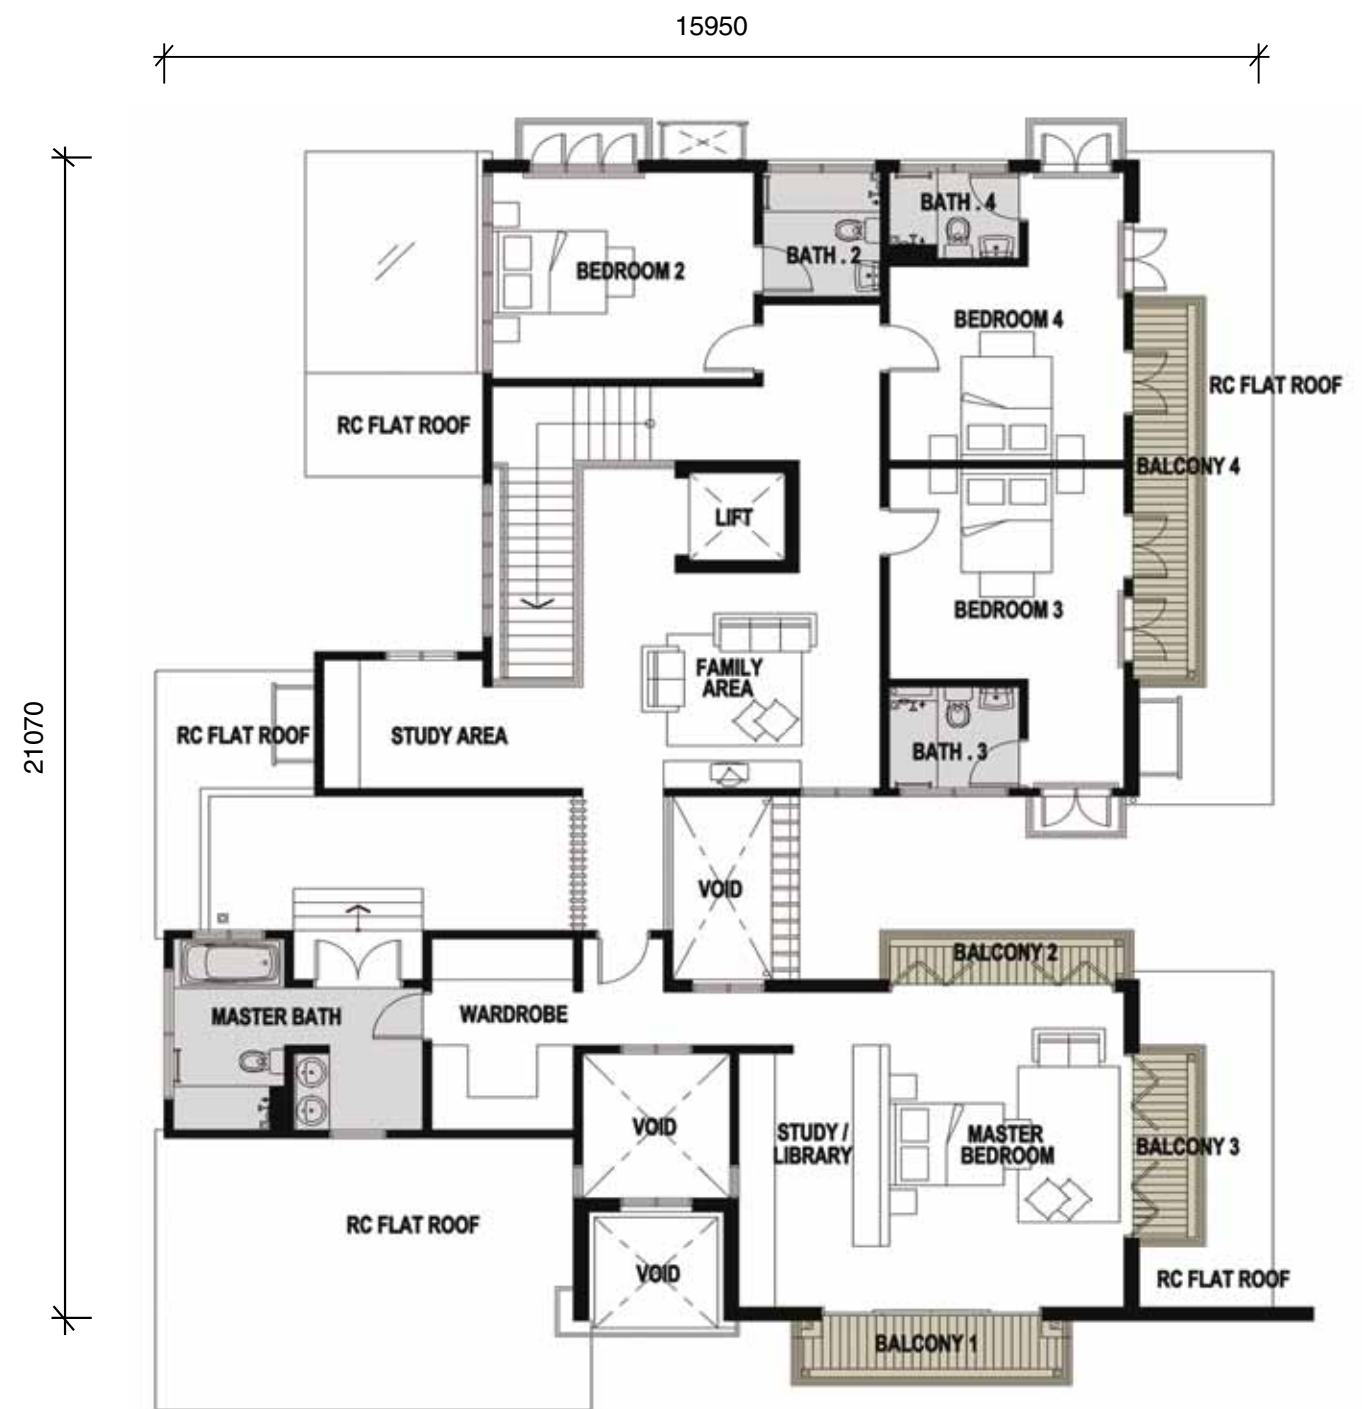 15950
BATH . 4
BATH . 2
BEDROOM 2
BEDROOM 4
RC FLAT ROOF
RC FLAT ROOF
BALCONY 4
LIFT
BEDROOM 3
FAMILY
AREA
21070
RC FLAT ROOF
STUDY AREA
BATH . 3
VOID
BALCONY 2
MASTER BATH
WARDROBE
VOID
STUDY /
LIBRARY
MASTER
BEDROOM
BALCONY 3
RC FLAT ROOF
VOID
RC FLAT ROOF
BALCONY 1